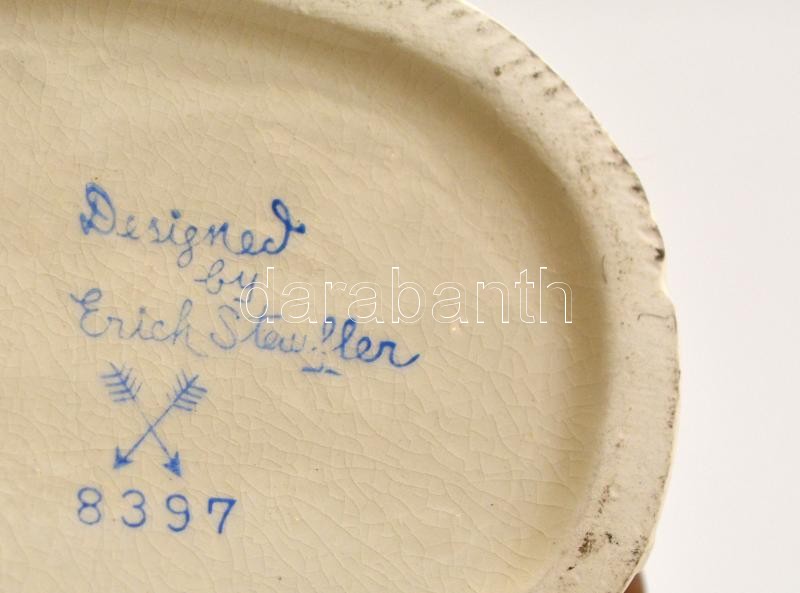 Designed
by
Erich Stauffer
darabanth
8397